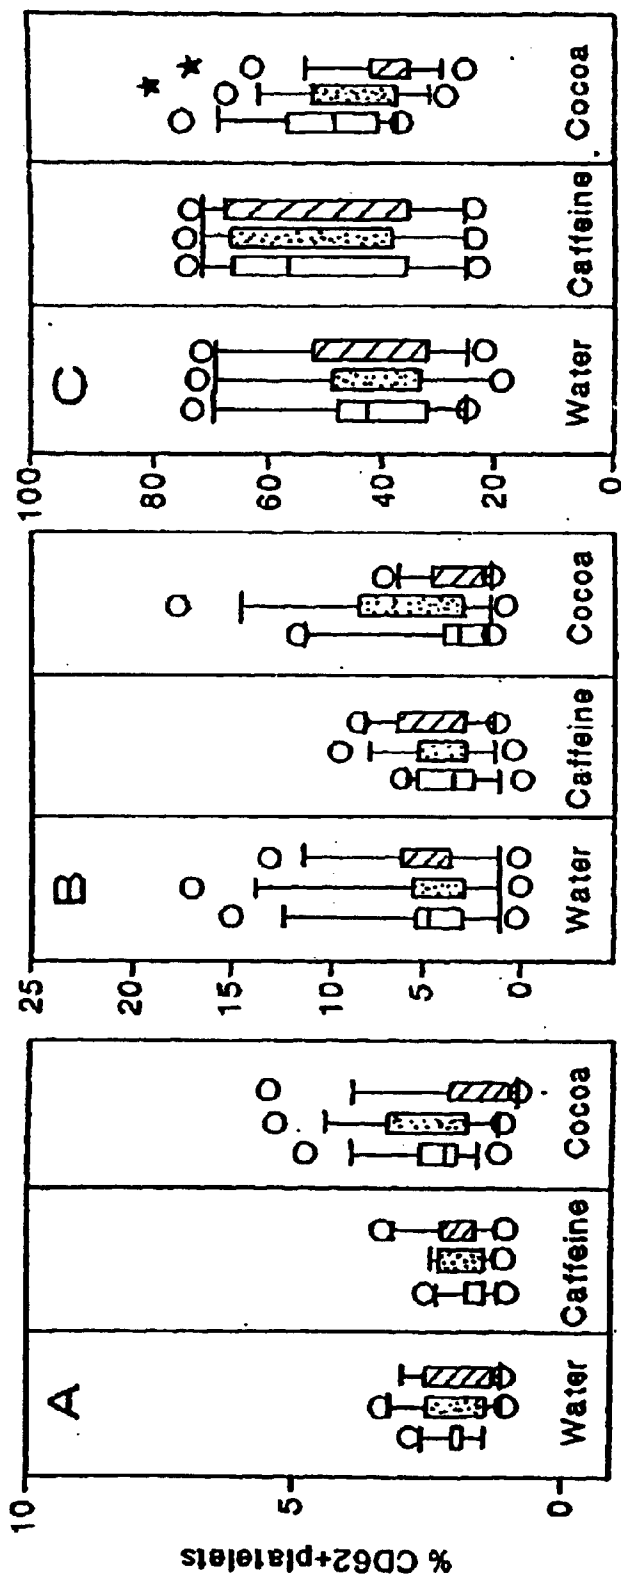 % CD62+platelets
10
5
0
A
Water
Caffeine
Cocoa
25
20
15
10
5
0
B
Water
Caffeine
Cocoa
100
80
60
40
20
0
C
Water
Caffeine
Cocoa